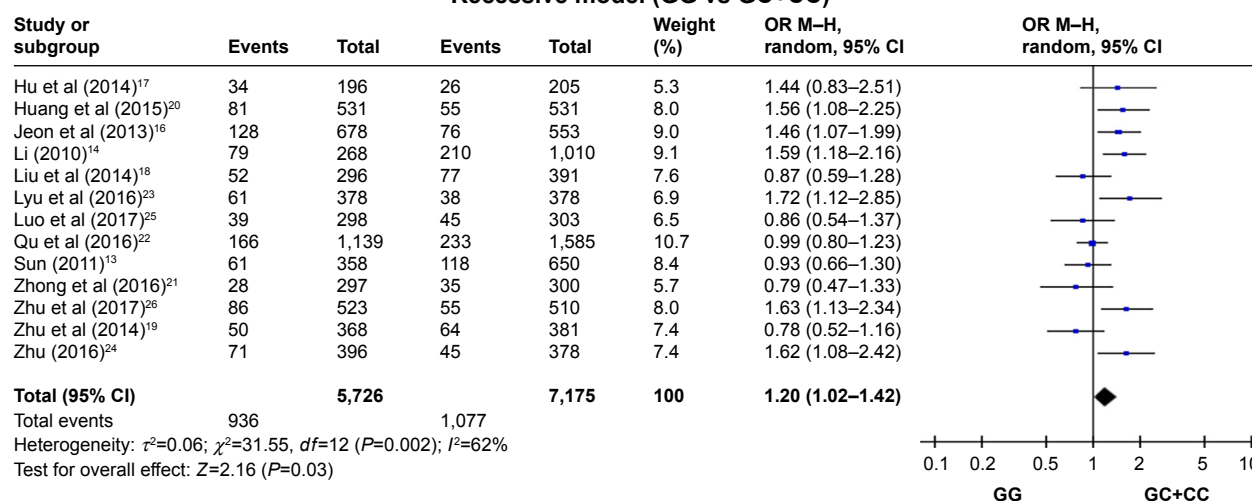 Recessive model (GG vs GC+CC)
Study or subgroup Events Total Events Total Weight (%) OR M–H, random, 95% CI OR M–H, random, 95% CI
Hu et al (2014)17 34 196 26 205 5.3 1.44 (0.83–2.51)
Huang et al (2015)20 81 531 55 531 8.0 1.56 (1.08–2.25)
Jeon et al (2013)16 128 678 76 553 9.0 1.46 (1.07–1.99)
Li (2010)14 79 268 210 1,010 9.1 1.59 (1.18–2.16)
Liu et al (2014)18 52 296 77 391 7.6 0.87 (0.59–1.28)
Lyu et al (2016)23 61 378 38 378 6.9 1.72 (1.12–2.85)
Luo et al (2017)25 39 298 45 303 6.5 0.86 (0.54–1.37)
Qu et al (2016)22 166 1,139 233 1,585 10.7 0.99 (0.80–1.23)
Sun (2011)13 61 358 118 650 8.4 0.93 (0.66–1.30)
Zhong et al (2016)21 28 297 35 300 5.7 0.79 (0.47–1.33)
Zhu et al (2017)26 86 523 55 510 8.0 1.63 (1.13–2.34)
Zhu et al (2014)19 50 368 64 381 7.4 0.78 (0.52–1.16)
Zhu (2016)24 71 396 45 378 7.4 1.62 (1.08–2.42)
Total (95% CI) 5,726 7,175 100 1.20 (1.02–1.42)
Total events 936 1,077
Heterogeneity: τ²=0.06; χ²=31.55, df=12 (P=0.002); I²=62%
Test for overall effect: Z=2.16 (P=0.03)
0.1 0.2 0.5 1 2 5 10
GG GC+CC